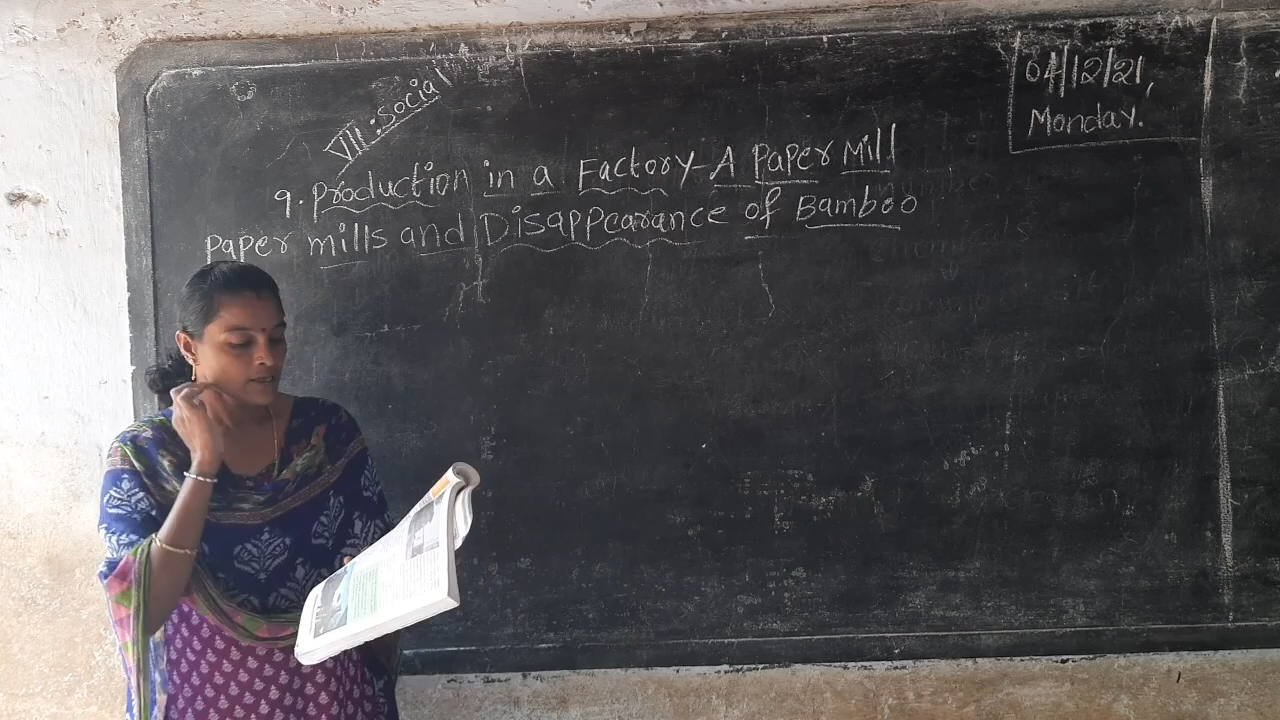 VII : Social
04/12/21,
Monday.
9. Production in a Factory-A Paper Mill
Paper mills and Disappearance of Bamboo